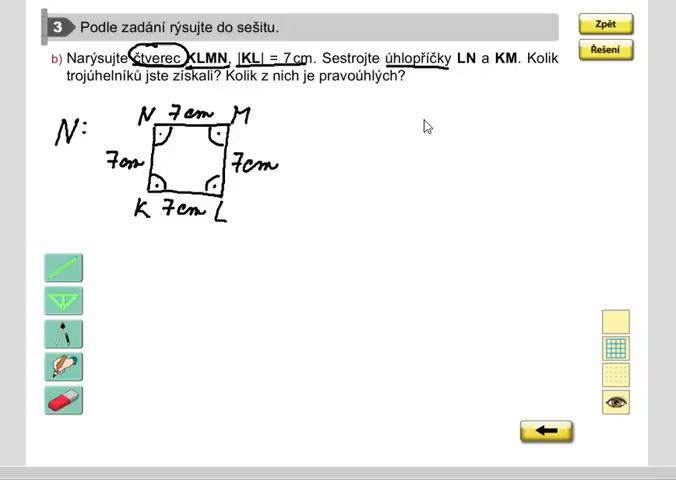 3 Podle zadání rýsujte do sešitu.
Zpět
Řešení
b) Narýsujte čtverec KLMN, |KL| = 7 cm. Sestrojte úhlopříčky LN a KM. Kolik
trojúhelníků jste získali? Kolik z nich je pravoúhlých?
N:
N 7cm M
7cm 7cm
K 7cm L